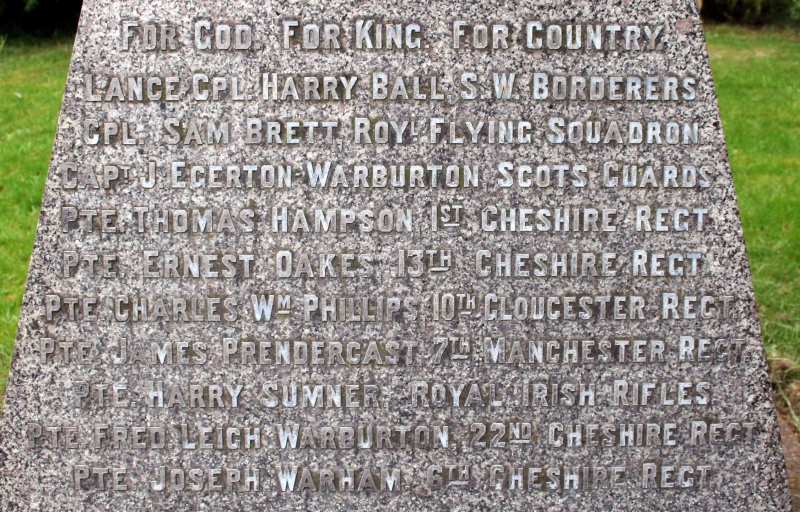 FOR GOD. FOR KING. FOR COUNTRY.
LANCE CPL. HARRY BALL, S.W. BORDERERS
CPL. SAM BRETT, ROYL FLYING SQUADRON
CAPT J EGERTON-WARBURTON, SCOTS GUARDS
PTE. THOMAS HAMPSON, 1ST CHESHIRE REGT
PTE. ERNEST OAKES, 13TH CHESHIRE REGT
PTE CHARLES WM PHILLIPS, 10TH GLOUCESTER REGT
PTE. JAMES PRENDERGAST, 7TH MANCHESTER REGT
PTE HARRY SUMNER, ROYAL IRISH RIFLES
PTE FRED LEIGH WARBURTON, 22ND CHESHIRE REGT
PTE. JOSEPH WARHAM, 6TH CHESHIRE REGT